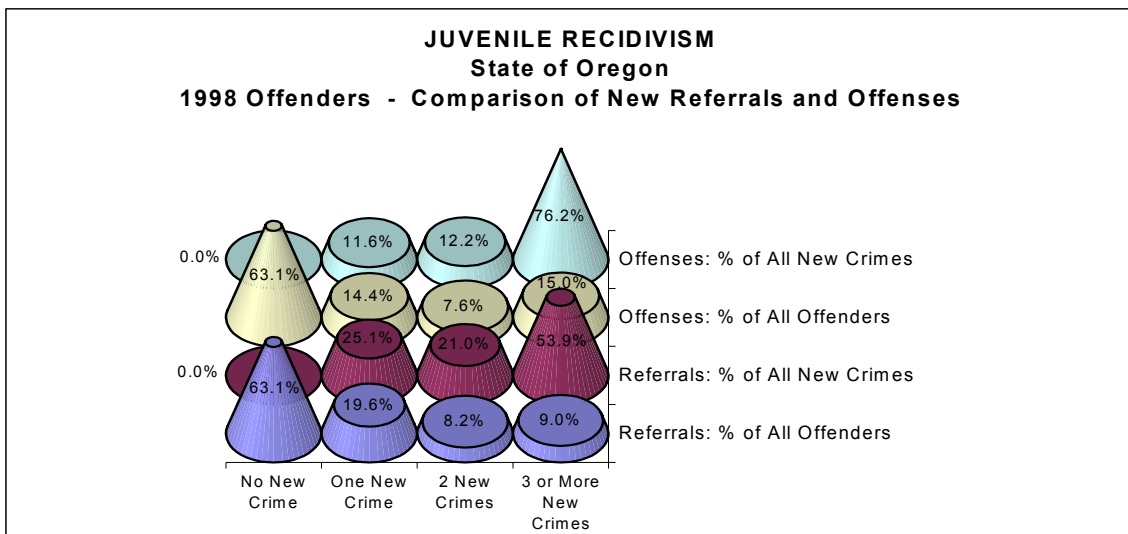 JUVENILE RECIDIVISM
State of Oregon
1998 Offenders - Comparison of New Referrals and Offenses
76.2%
0.0% 11.6% 12.2% Offenses: % of All New Crimes
63.1% 14.4% 7.6% 15.0% Offenses: % of All Offenders
0.0% 25.1% 21.0% 53.9% Referrals: % of All New Crimes
63.1% 19.6% 8.2% 9.0% Referrals: % of All Offenders
No New One New 2 New 3 or More
Crime Crime Crimes New
Crimes